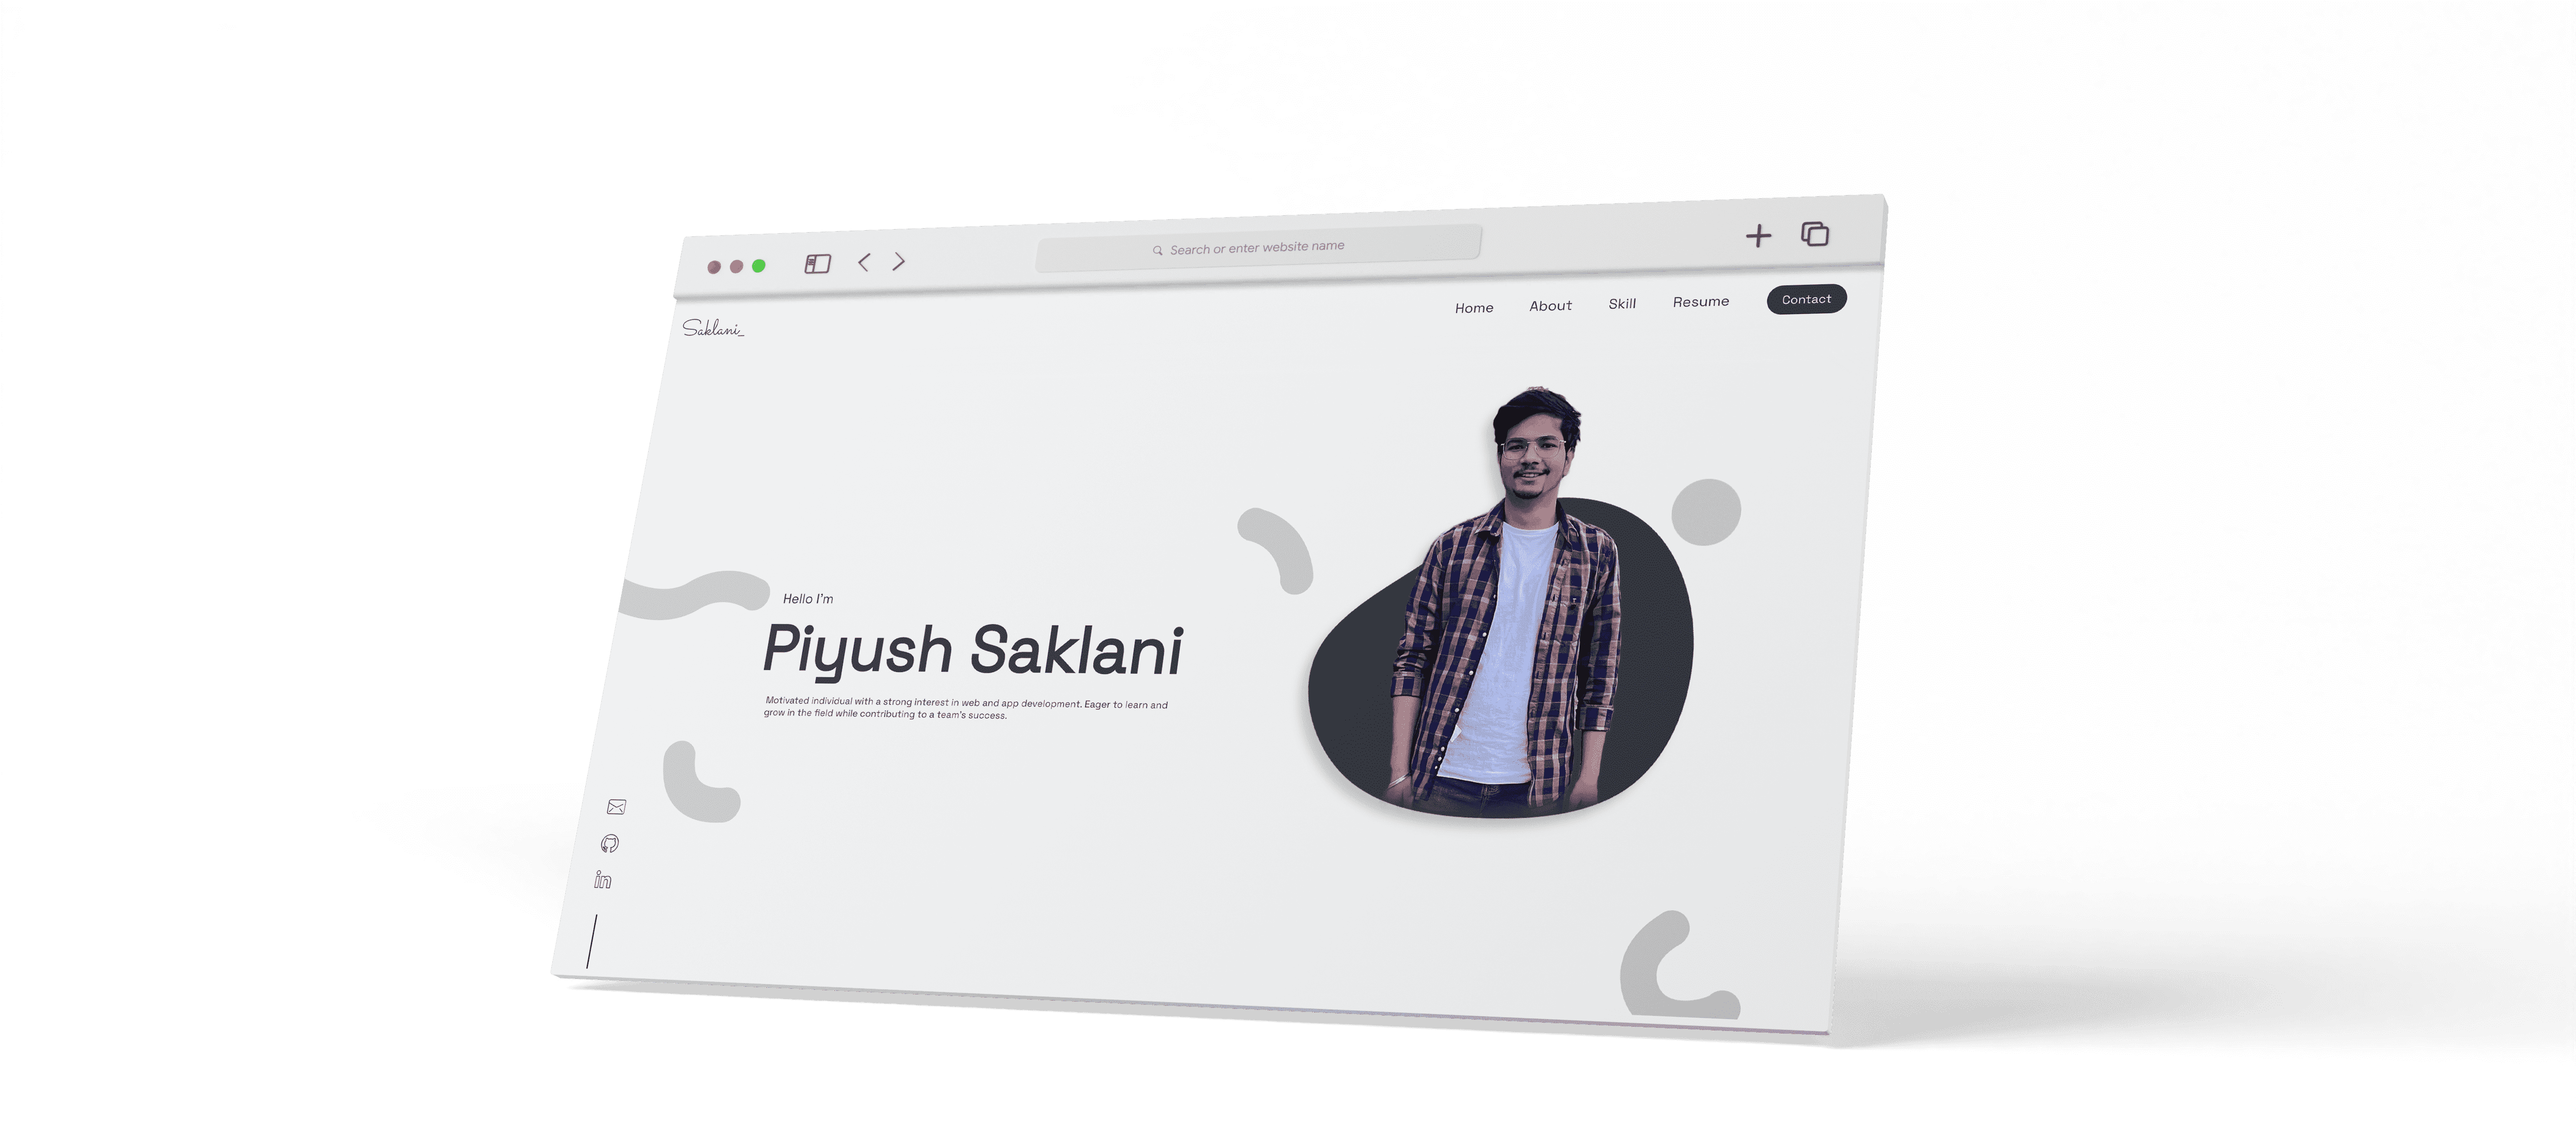 Search or enter website name
Home About Skill Resume Contact
Saklani_
Hello I'm
Piyush Saklani
Motivated individual with a strong interest in web and app development. Eager to learn and
grow in the field while contributing to a team's success.
in